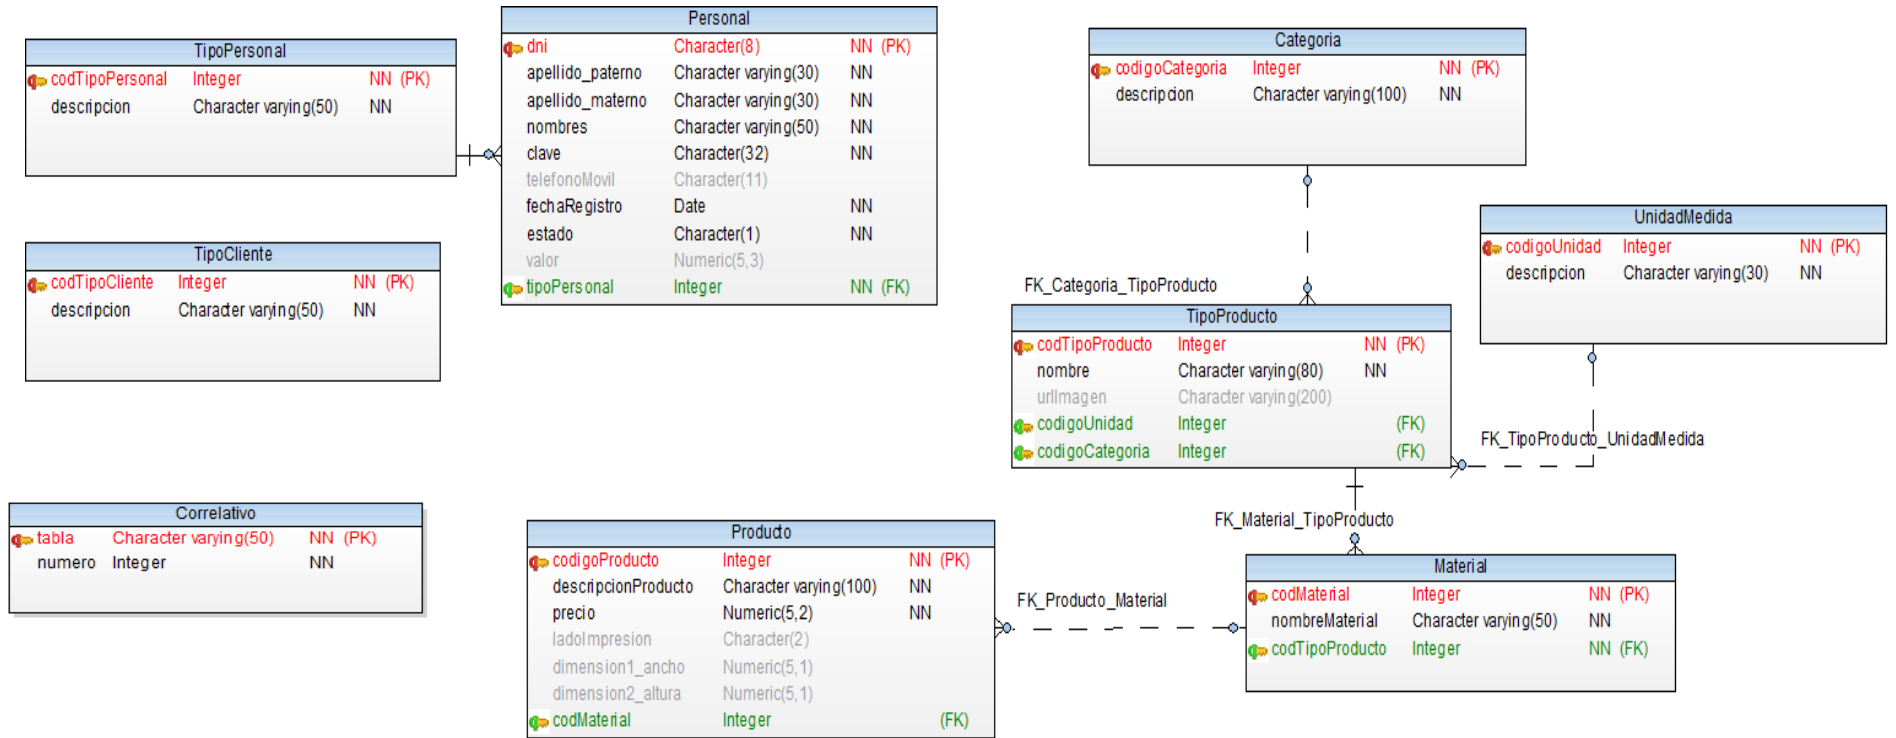 TipoPersonal
codTipoPersonal Integer NN (PK)
descripcion Character varying(50) NN
Personal
dni Character(8) NN (PK)
apellido_paterno Character varying(30) NN
apellido_materno Character varying(30) NN
nombres Character varying(50) NN
clave Character(32) NN
telefonoMovil Character(11)
fechaRegistro Date NN
estado Character(1) NN
valor Numeric(5,3)
tipoPersonal Integer NN (FK)
Categoria
codigoCategoria Integer NN (PK)
descripcion Character varying(100) NN
TipoCliente
codTipoCliente Integer NN (PK)
descripcion Character varying(50) NN
UnidadMedida
codigoUnidad Integer NN (PK)
descripcion Character varying(30) NN
FK_Categoria_TipoProducto
TipoProducto
codTipoProducto Integer NN (PK)
nombre Character varying(80) NN
urlImagen Character varying(200)
codigoUnidad Integer (FK)
codigoCategoria Integer (FK)
FK_TipoProducto_UnidadMedida
Correlativo
tabla Character varying(50) NN (PK)
numero Integer NN
Producto
codigoProducto Integer NN (PK)
descripcionProducto Character varying(100) NN
precio Numeric(5,2) NN
ladoImpresion Character(2)
dimension1_ancho Numeric(5,1)
dimension2_altura Numeric(5,1)
codMaterial Integer (FK)
FK_Producto_Material
FK_Material_TipoProducto
Material
codMaterial Integer NN (PK)
nombreMaterial Character varying(50) NN
codTipoProducto Integer NN (FK)